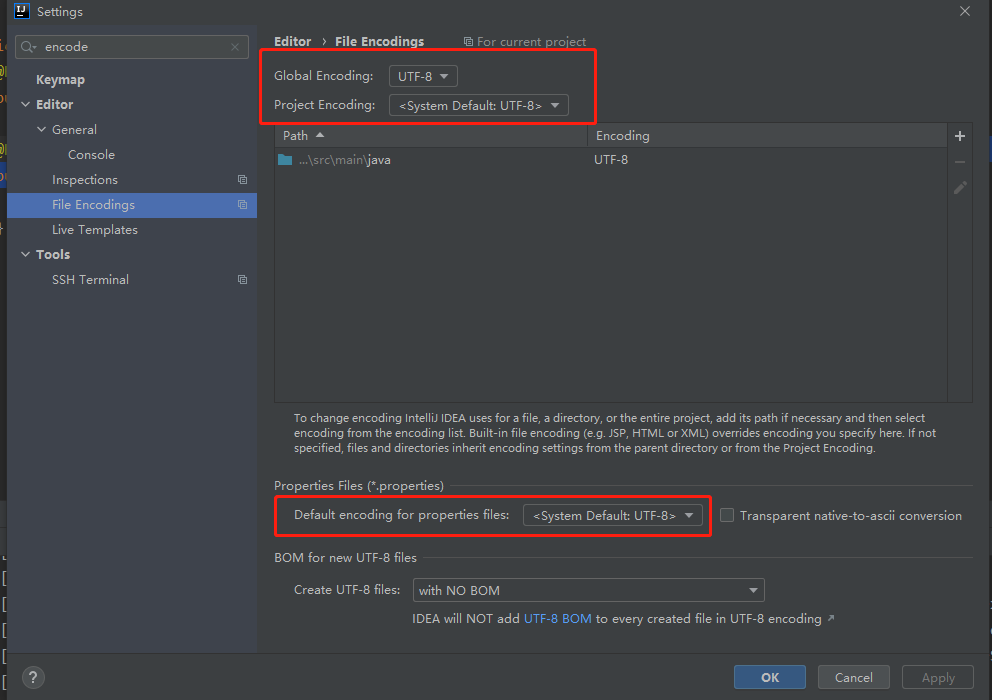 IJ
Settings
encode
Editor › File Encodings
For current project
Keymap
Editor
General
Console
Inspections
File Encodings
Live Templates
Tools
SSH Terminal
Global Encoding: UTF-8
Project Encoding: <System Default: UTF-8>
Path Encoding
...\src\main\java UTF-8
To change encoding IntelliJ IDEA uses for a file, a directory, or the entire project, add its path if necessary and then select
encoding from the encoding list. Built-in file encoding (e.g. JSP, HTML or XML) overrides encoding you specify here. If not
specified, files and directories inherit encoding settings from the parent directory or from the Project Encoding.
Properties Files (*.properties)
Default encoding for properties files: <System Default: UTF-8> Transparent native-to-ascii conversion
BOM for new UTF-8 files
Create UTF-8 files: with NO BOM
IDEA will NOT add UTF-8 BOM to every created file in UTF-8 encoding ↗
?
OK Cancel Apply